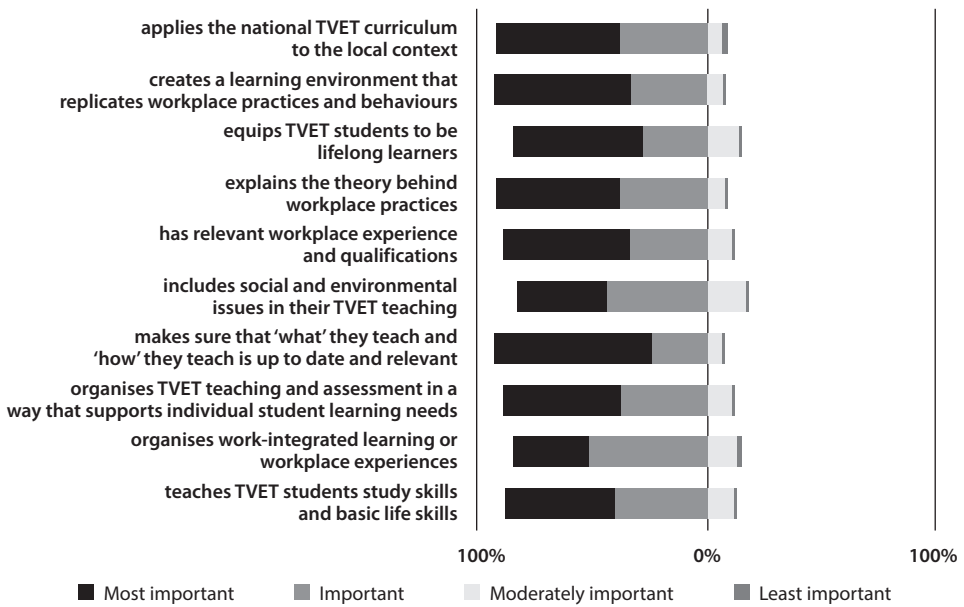 applies the national TVET curriculum
to the local context
creates a learning environment that
replicates workplace practices and behaviours
equips TVET students to be
lifelong learners
explains the theory behind
workplace practices
has relevant workplace experience
and qualifications
includes social and environmental
issues in their TVET teaching
makes sure that ‘what’ they teach and
‘how’ they teach is up to date and relevant
organises TVET teaching and assessment in a
way that supports individual student learning needs
organises work-integrated learning or
workplace experiences
teaches TVET students study skills
and basic life skills
100% 0% 100%
Most important Important Moderately important Least important